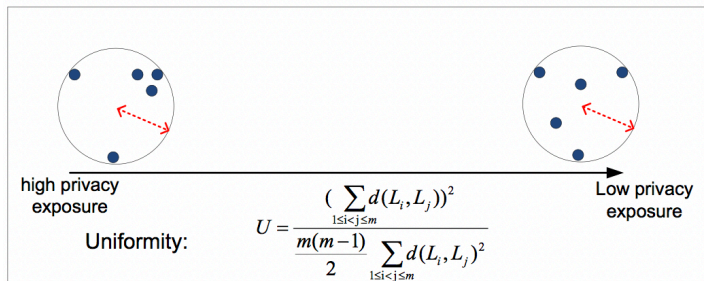 high privacy
exposure
Low privacy
exposure
Uniformity:
U = (∑_{1≤i<j≤m} d(L_i, L_j))² / (m(m−1)/2 ∑_{1≤i<j≤m} d(L_i, L_j)²)